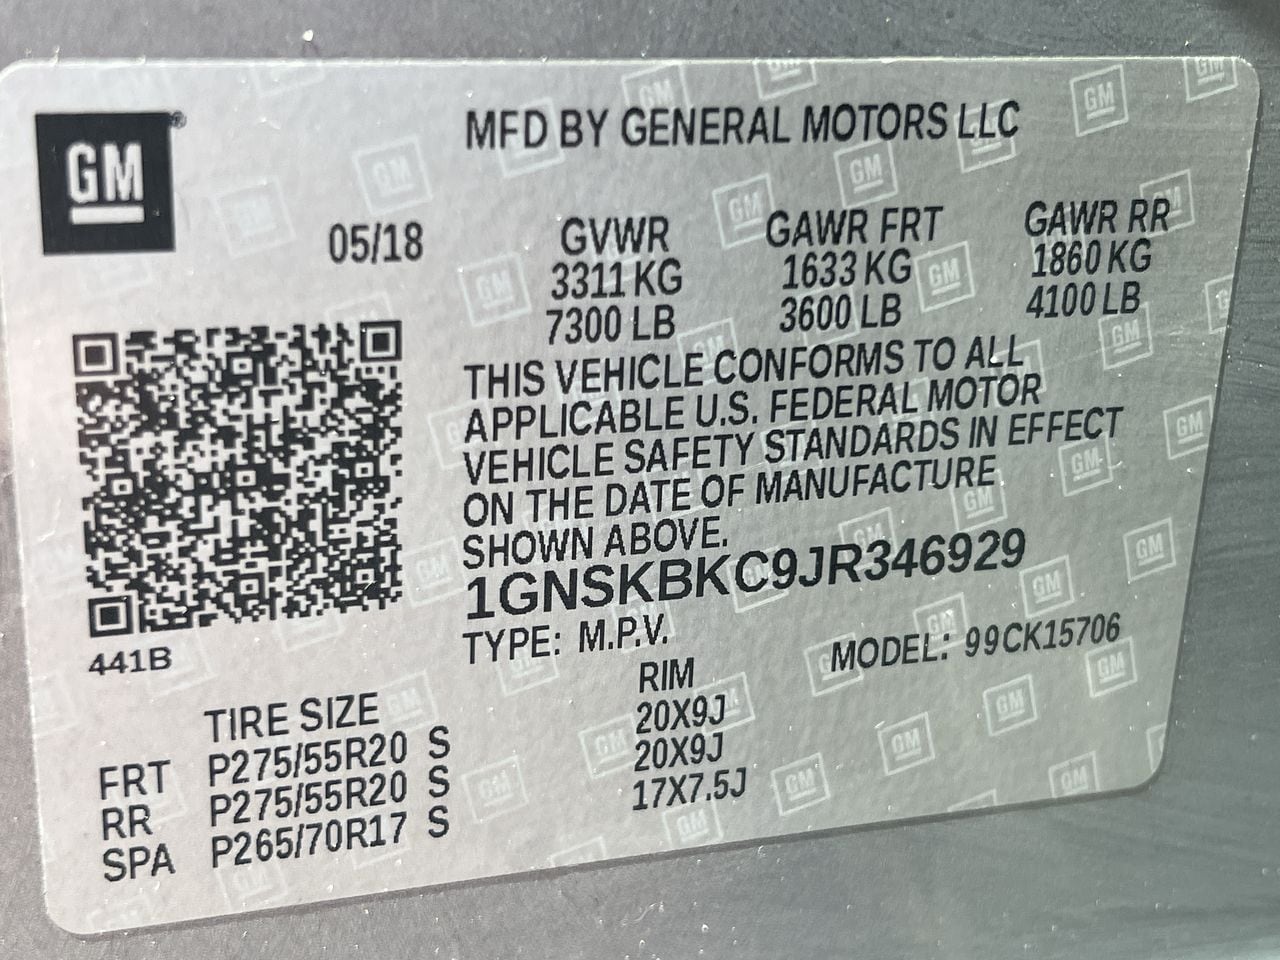 GM
MFD BY GENERAL MOTORS LLC
05/18
GVWR GAWR FRT GAWR RR
3311 KG 1633 KG 1860 KG
7300 LB 3600 LB 4100 LB
THIS VEHICLE CONFORMS TO ALL
APPLICABLE U.S. FEDERAL MOTOR
VEHICLE SAFETY STANDARDS IN EFFECT
ON THE DATE OF MANUFACTURE
SHOWN ABOVE.
1GNSKBKC9JR346929
441B
TYPE: M.P.V. MODEL: 99CK15706
TIRE SIZE RIM
FRT P275/55R20 S 20X9J
RR P275/55R20 S 20X9J
SPA P265/70R17 S 17X7.5J